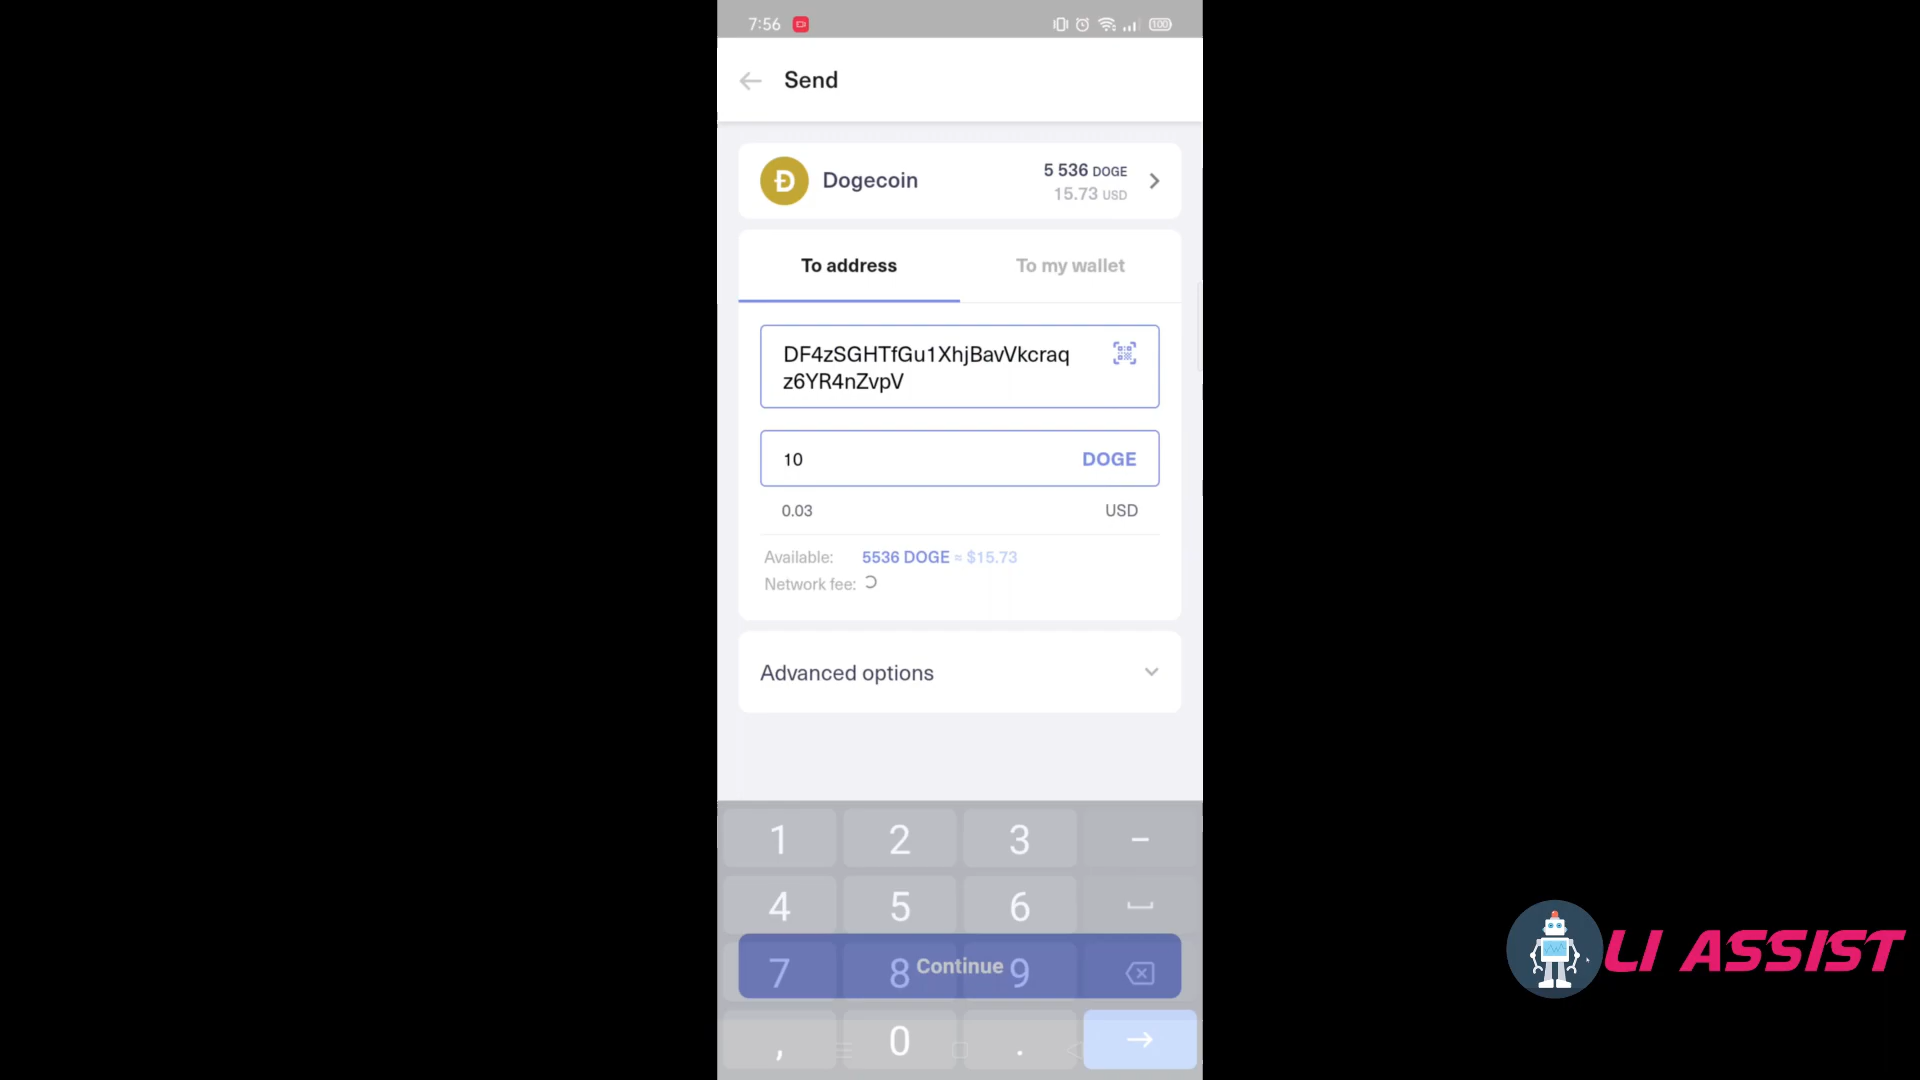 7:56
100
Send
Dogecoin
5 536 DOGE
15.73 USD
To address
To my wallet
DF4zSGHTfGu1XhjBavVkcraq
z6YR4nZvpV
10
DOGE
0.03
USD
Available: 5536 DOGE ≈ $15.73
Network fee:
Advanced options
1 2 3 −
4 5 6
7 8 9
Continue
, 0 .
LI ASSIST